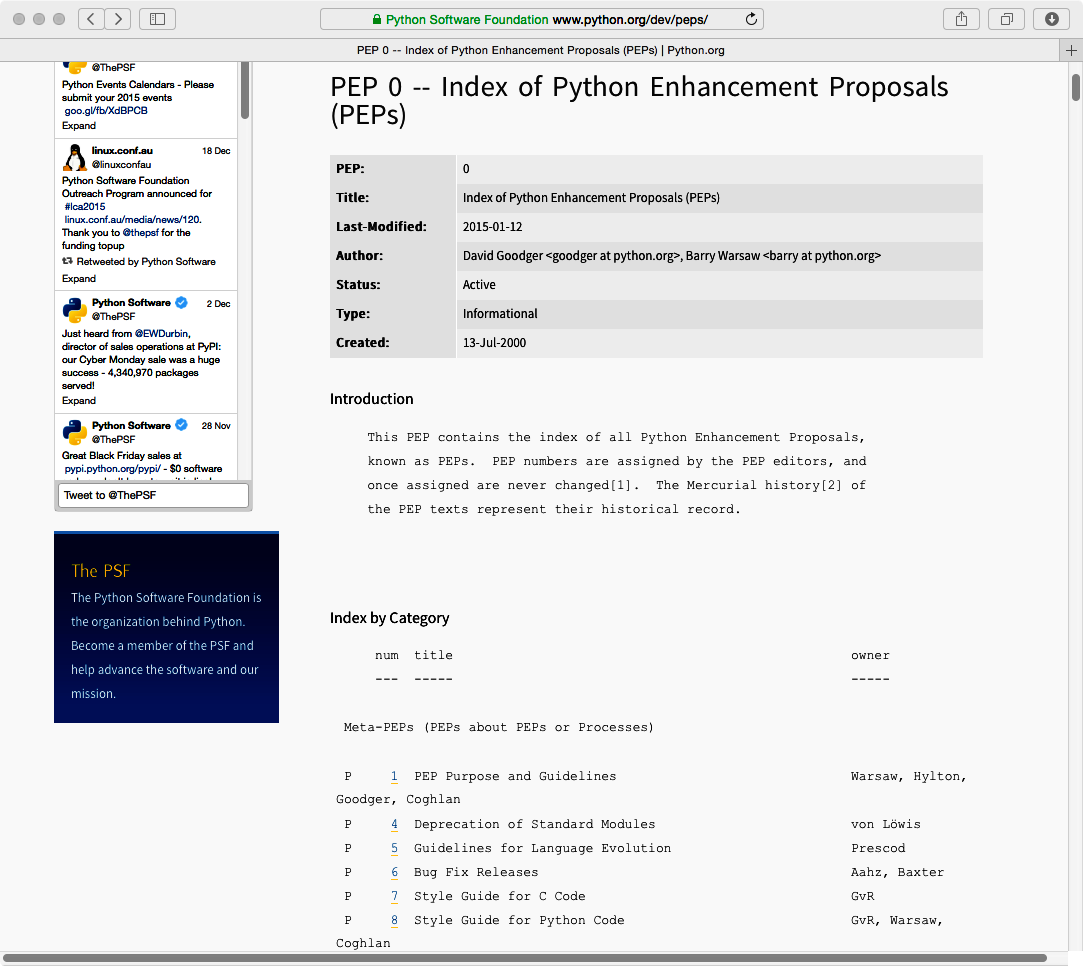 Python Software Foundation www.python.org/dev/peps/
PEP 0 -- Index of Python Enhancement Proposals (PEPs) | Python.org
@ThePSF
Python Events Calendars - Please
submit your 2015 events
goo.gl/fb/XdBPCB
Expand
linux.conf.au 18 Dec
@linuxconfau
Python Software Foundation
Outreach Program announced for
#lca2015
linux.conf.au/media/news/120.
Thank you to @thepsf for the
funding topup
Retweeted by Python Software
Expand
Python Software 2 Dec
@ThePSF
Just heard from @EWDurbin,
director of sales operations at PyPI:
our Cyber Monday sale was a huge
success - 4,340,970 packages
served!
Expand
Python Software 28 Nov
@ThePSF
Great Black Friday sales at
pypi.python.org/pypi/ - $0 software
Tweet to @ThePSF
The PSF
The Python Software Foundation is
the organization behind Python.
Become a member of the PSF and
help advance the software and our
mission.
PEP 0 -- Index of Python Enhancement Proposals
(PEPs)
PEP: 0
Title: Index of Python Enhancement Proposals (PEPs)
Last-Modified: 2015-01-12
Author: David Goodger <goodger at python.org>, Barry Warsaw <barry at python.org>
Status: Active
Type: Informational
Created: 13-Jul-2000
Introduction
This PEP contains the index of all Python Enhancement Proposals,
known as PEPs.  PEP numbers are assigned by the PEP editors, and
once assigned are never changed[1].  The Mercurial history[2] of
the PEP texts represent their historical record.
Index by Category
num title owner
--- ----- -----
Meta-PEPs (PEPs about PEPs or Processes)
P 1 PEP Purpose and Guidelines Warsaw, Hylton,
Goodger, Coghlan
P 4 Deprecation of Standard Modules von Löwis
P 5 Guidelines for Language Evolution Prescod
P 6 Bug Fix Releases Aahz, Baxter
P 7 Style Guide for C Code GvR
P 8 Style Guide for Python Code GvR, Warsaw,
Coghlan